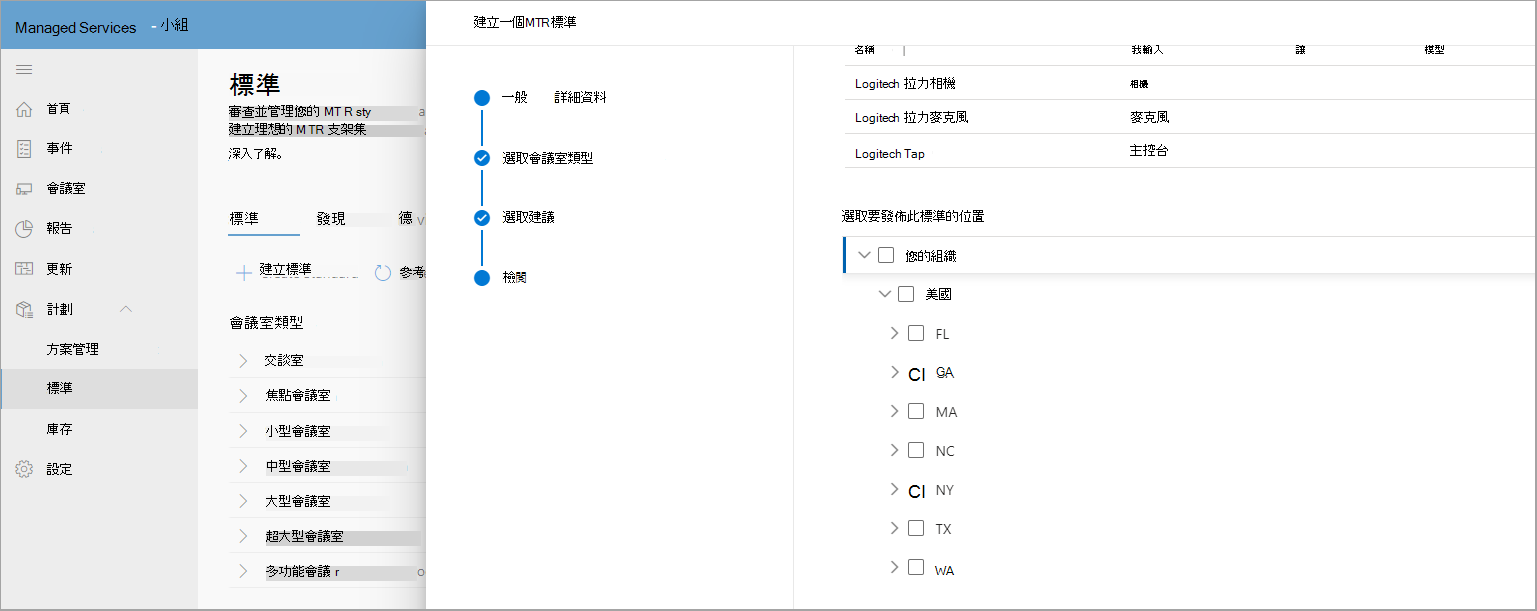 Managed Services - 小組
首頁
事件
會議室
報告
更新
計劃
方案管理
標準
庫存
設定
標準
審查並管理您的 MT R sty a
建立理想的 M TR 支架集
深入了解。
標準 發現 德 V
建立標準 參考
會議室類型
交談室
焦點會議室
小型會議室
中型會議室
大型會議室
超大型會議室
多功能會議 r o
建立一個MTR標準
一般 詳細資料
選取會議室類型
選取建議
檢閱
名稱 我輸入 讓 模型
Logitech 拉力相機 相機
Logitech 拉力麥克風 麥克風
Logitech Tap 主控台
選取要發佈此標準的位置
您的組織
美國
FL
CI GA
MA
NC
CI NY
TX
WA